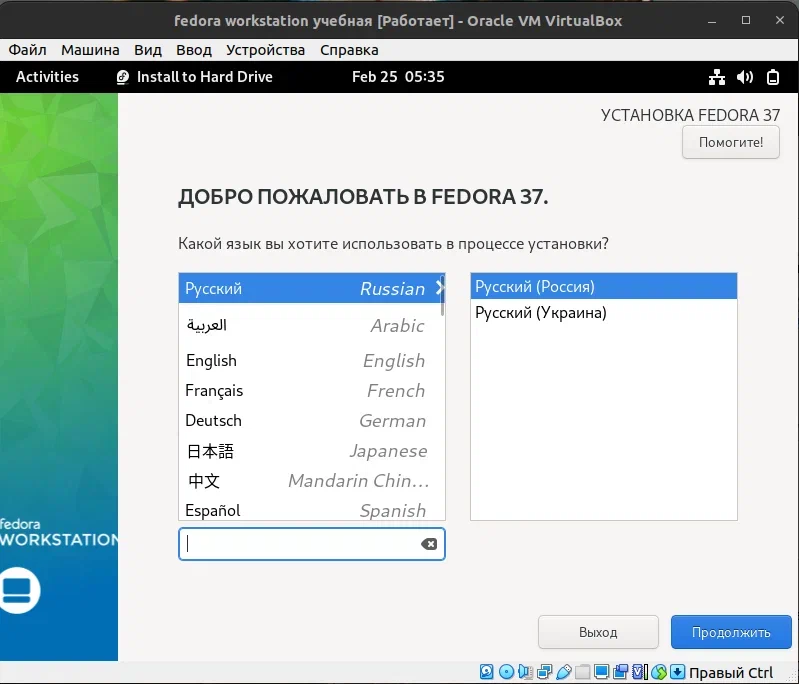 fedora workstation учебная [Работает] - Oracle VM VirtualBox
Файл Машина Вид Ввод Устройства Справка
Activities Install to Hard Drive Feb 25 05:35
УСТАНОВКА FEDORA 37
Помогите!
ДОБРО ПОЖАЛОВАТЬ В FEDORA 37.
Какой язык вы хотите использовать в процессе установки?
Русский Russian
العربية Arabic
English English
Français French
Deutsch German
日本語 Japanese
中文 Mandarin Chin...
Español Spanish
Русский (Россия)
Русский (Украина)
fedora
WORKSTATION
Выход Продолжить
Правый Ctrl